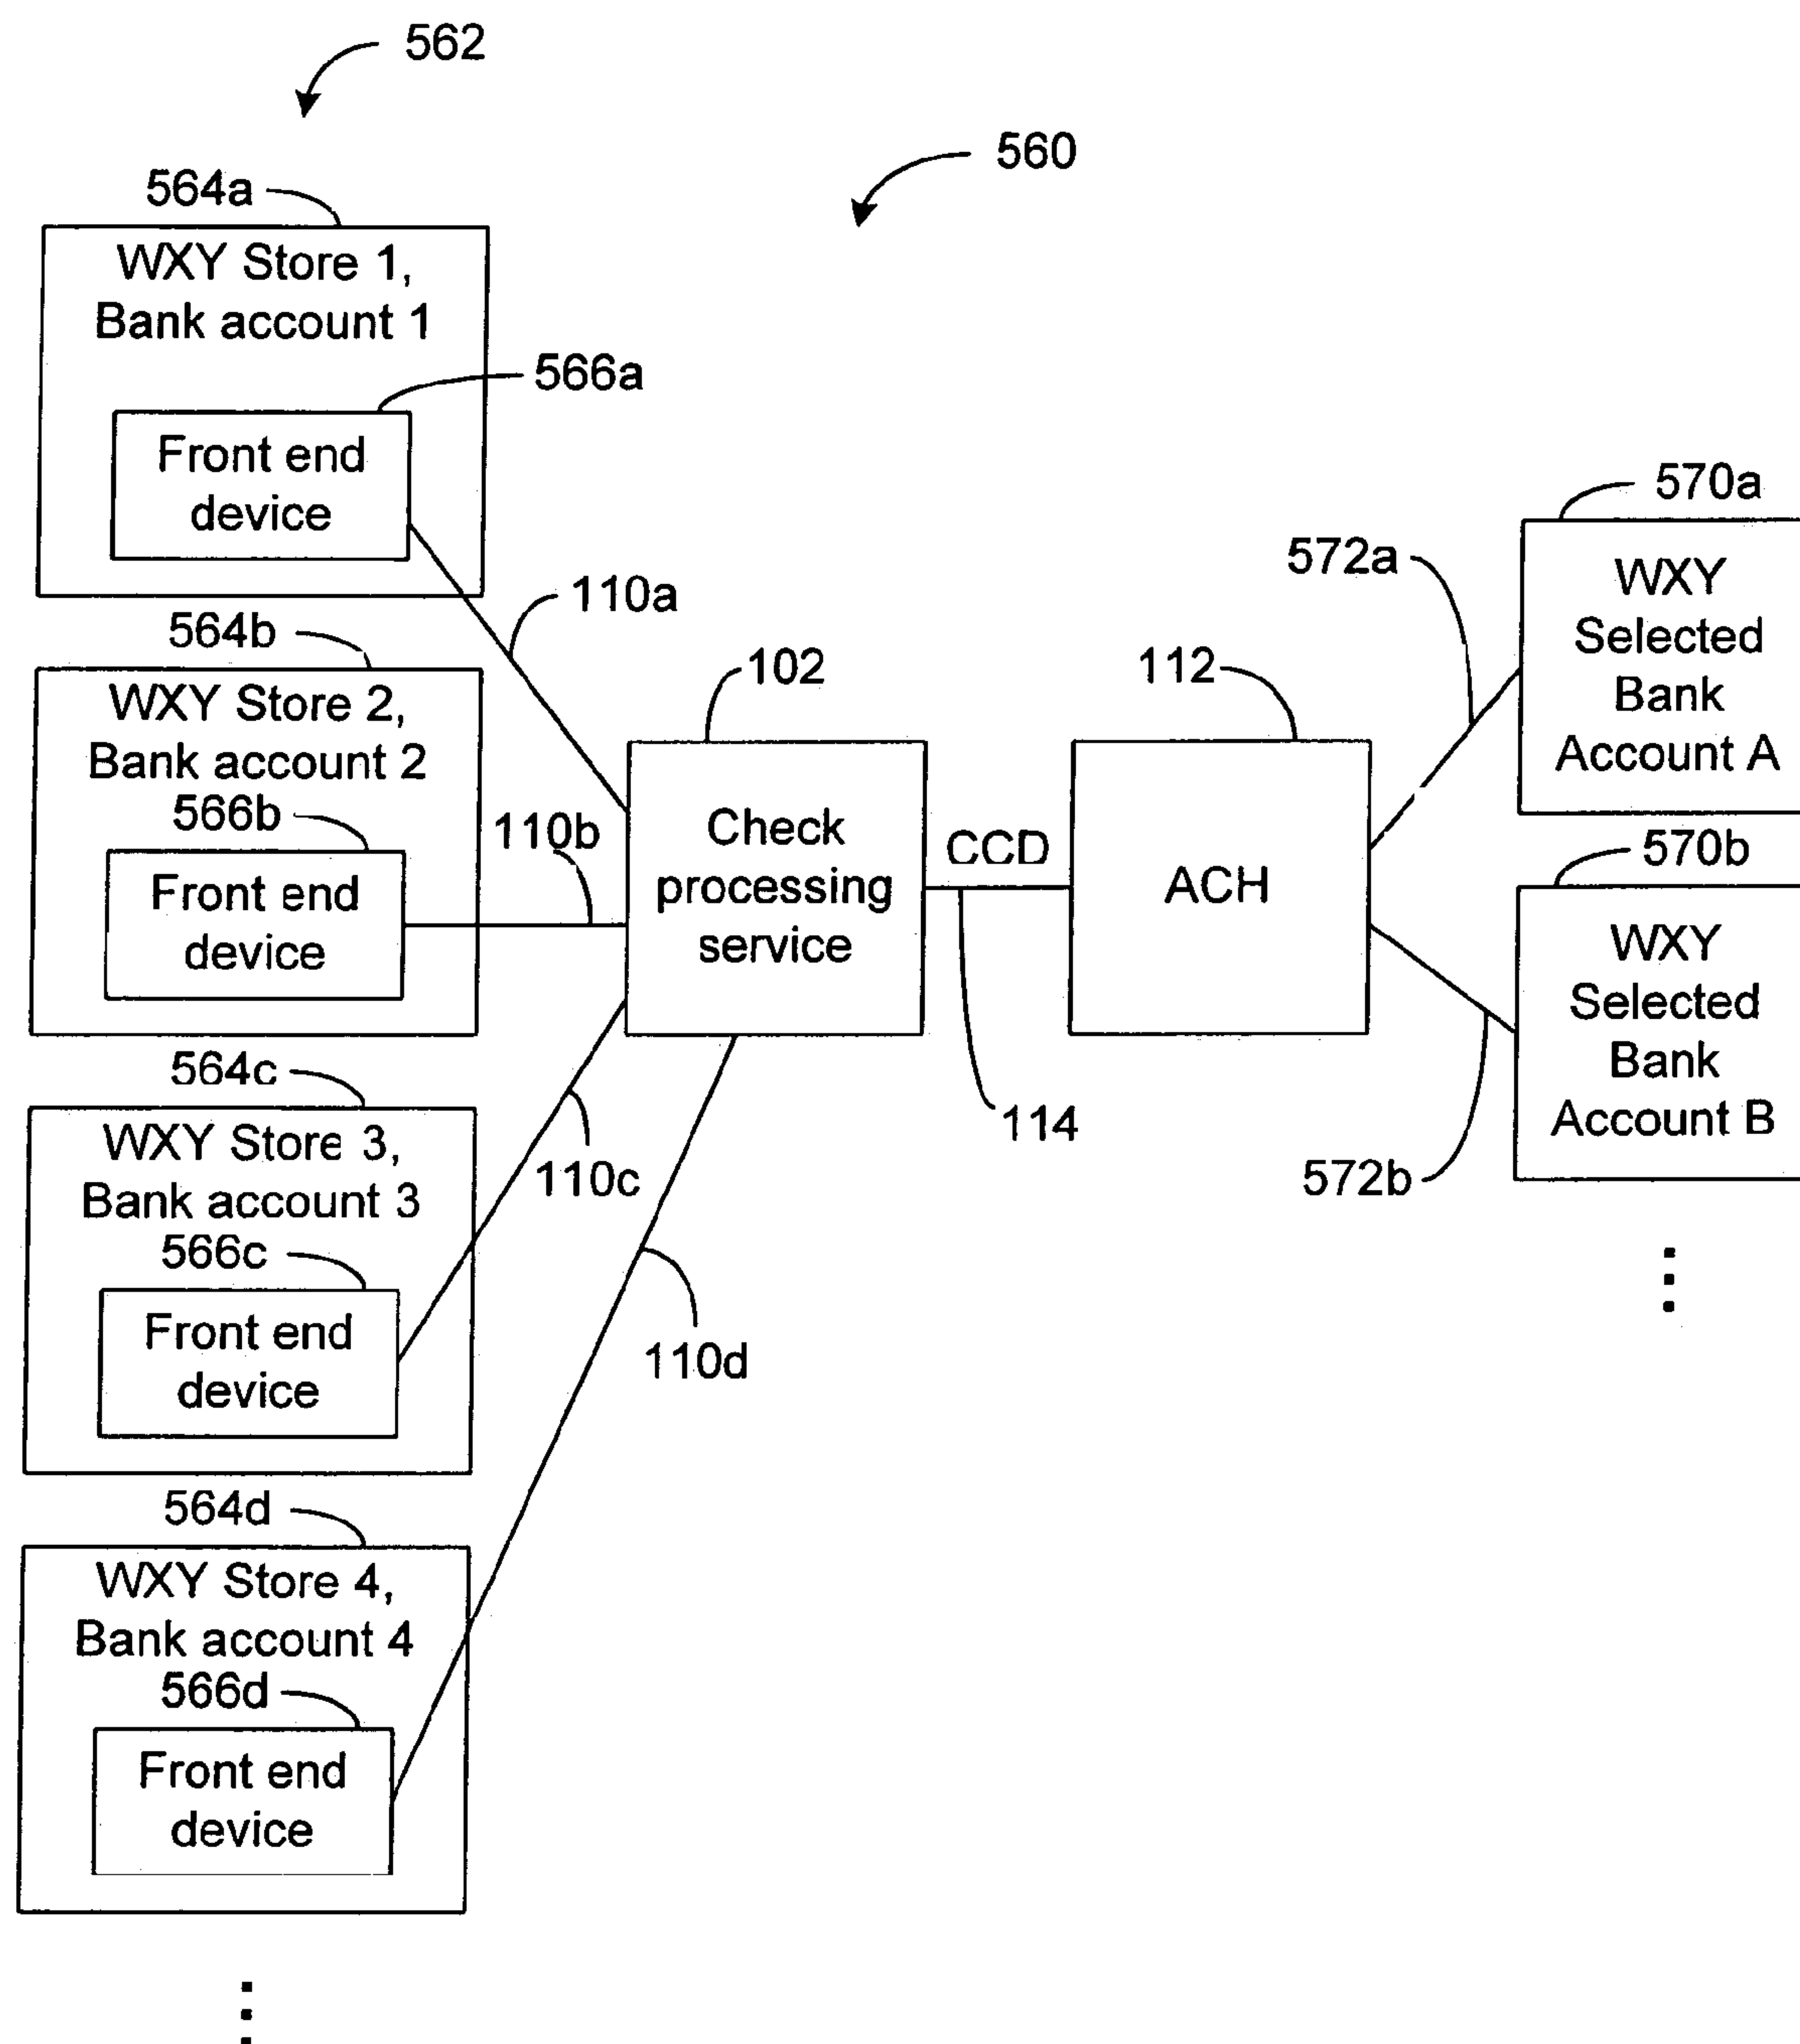 562
560
564a
WXY Store 1,
Bank account 1
566a
Front end
device
110a
564b
WXY Store 2,
Bank account 2
566b
Front end
device
110b
564c
WXY Store 3,
Bank account 3
566c
Front end
device
110c
564d
WXY Store 4,
Bank account 4
566d
Front end
device
110d
102
Check
processing
service
CCD
114
112
ACH
572a
570a
WXY
Selected
Bank
Account A
570b
WXY
Selected
Bank
Account B
572b